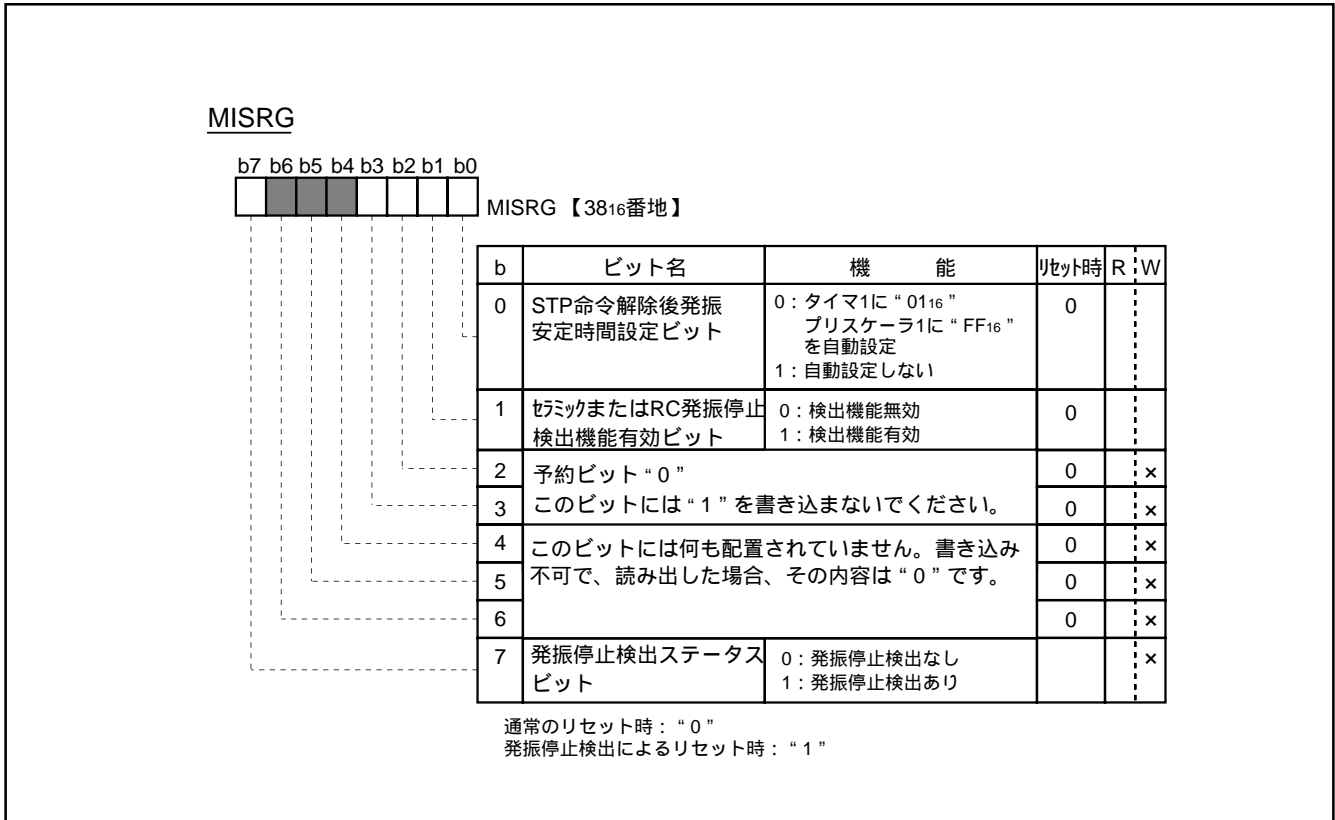 MISRG
b7 b6 b5 b4 b3 b2 b1 b0
MISRG 【3816番地】
b ビット名 機 能 ﾘｾｯﾄ時 R W
0 STP命令解除後発振 0：タイマ1に“0116” 0
安定時間設定ビット プリスケーラ1に“FF16”
を自動設定
1：自動設定しない
1 ｾﾗﾐｯｸまたはRC発振停止 0：検出機能無効 0
検出機能有効ビット 1：検出機能有効
2 予約ビット“0” 0 ×
3 このビットには“1”を書き込まないでください。 0 ×
4 このビットには何も配置されていません。書き込み 0 ×
5 不可で、読み出した場合、その内容は“0”です。 0 ×
6 0 ×
7 発振停止検出ステータス 0：発振停止検出なし ×
ビット 1：発振停止検出あり
通常のリセット時：“0”
発振停止検出によるリセット時：“1”